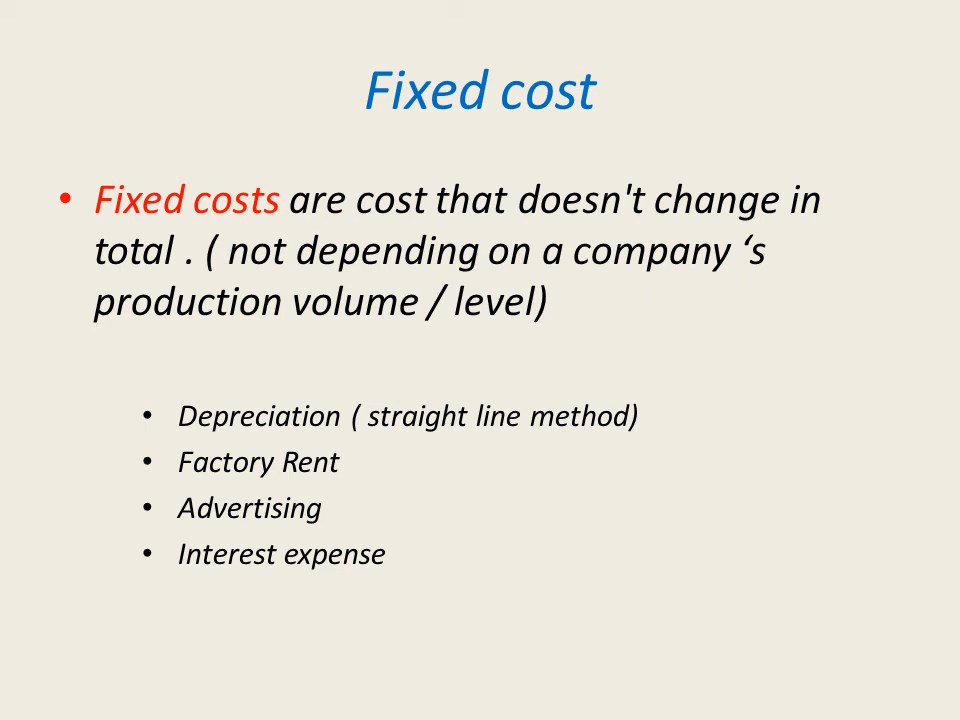 Fixed cost
• Fixed costs are cost that doesn't change in
total . ( not depending on a company ‘s
production volume / level)
• Depreciation ( straight line method)
• Factory Rent
• Advertising
• Interest expense